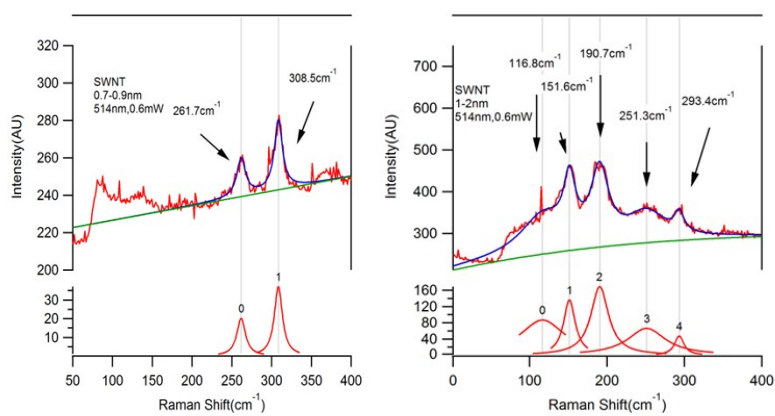 320
300
280
260
240
220
200
Intensity(AU)
SWNT
0.7-0.9nm
514nm,0.6mW
261.7cm-1
308.5cm-1
30
20
10
0
1
50
100
150
200
250
300
350
400
Raman Shift(cm-1)
700
600
500
400
300
Intensity(AU)
116.8cm-1
190.7cm-1
SWNT
1-2nm
514nm,0.6mW
151.6cm-1
251.3cm-1
293.4cm-1
160
120
80
40
0
0
1
2
3
4
0
100
200
300
400
Raman Shift(cm-1)